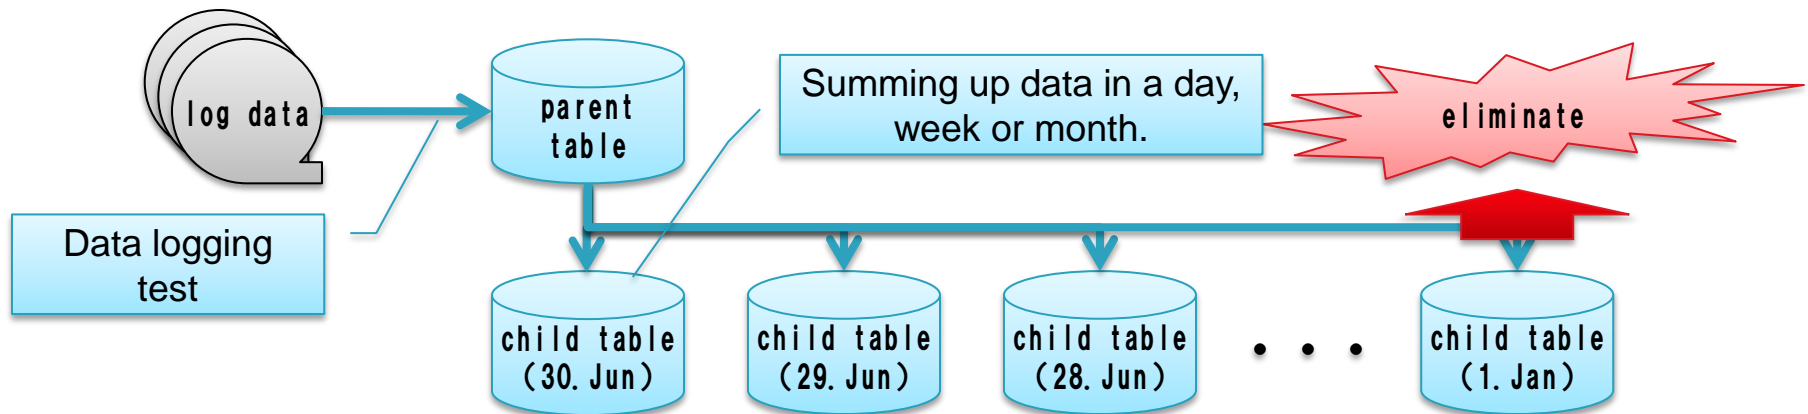 log data
parent
table
Summing up data in a day,
week or month.
eliminate
Data logging
test
child table
(30. Jun)
child table
(29. Jun)
child table
(28. Jun)
• • •
child table
(1. Jan)